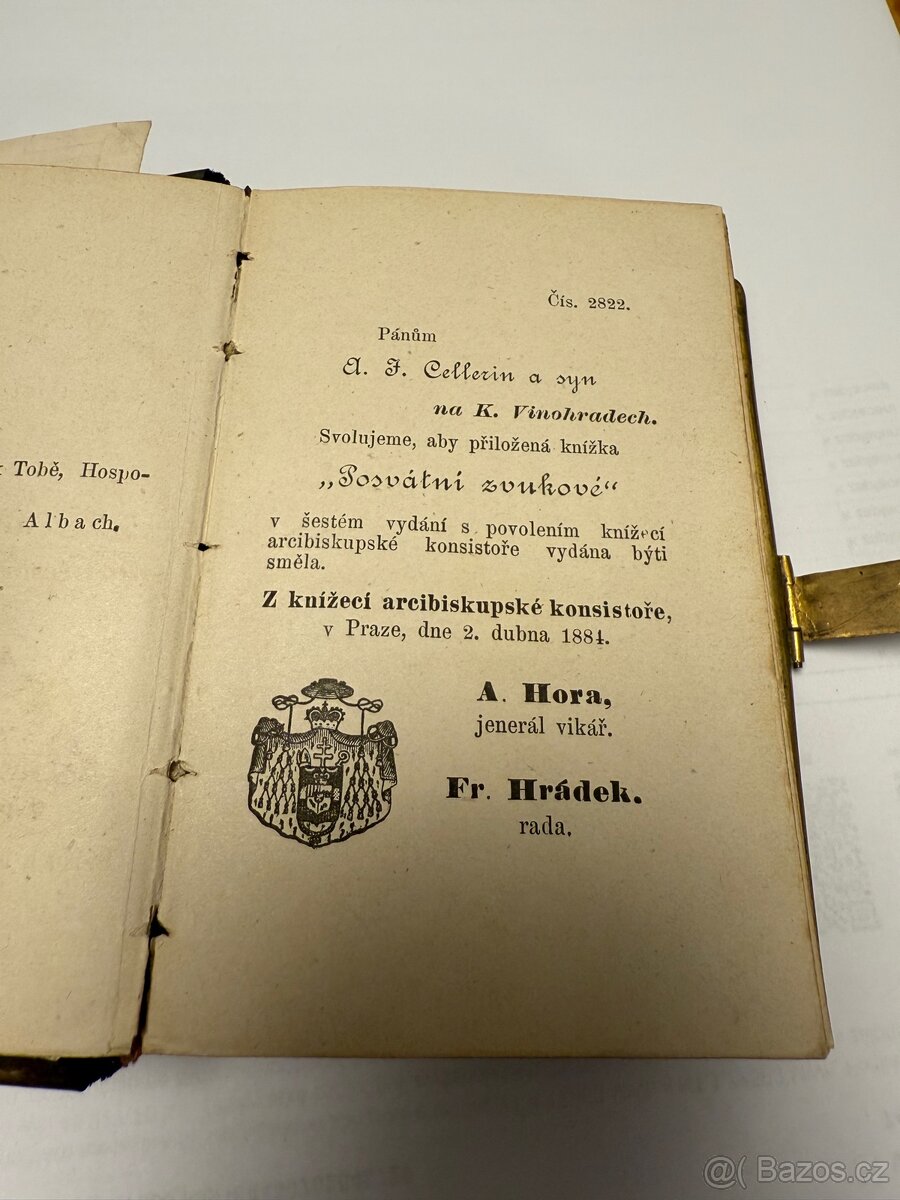 Tobě, Hospo-
Albach.
Čís. 2822.
Pánům
A. J. Cellerin a syn
na K. Vinohradech.
Svolujeme, aby přiložená knížka
„Posvátní zvukové“
v šestém vydání s povolením knížecí
arcibiskupské konsistoře vydána býti
směla.
Z knížecí arcibiskupské konsistoře,
v Praze, dne 2. dubna 1884.
A. Hora,
jenerál vikář.
Fr. Hrádek.
rada.
@( Bazos.cz